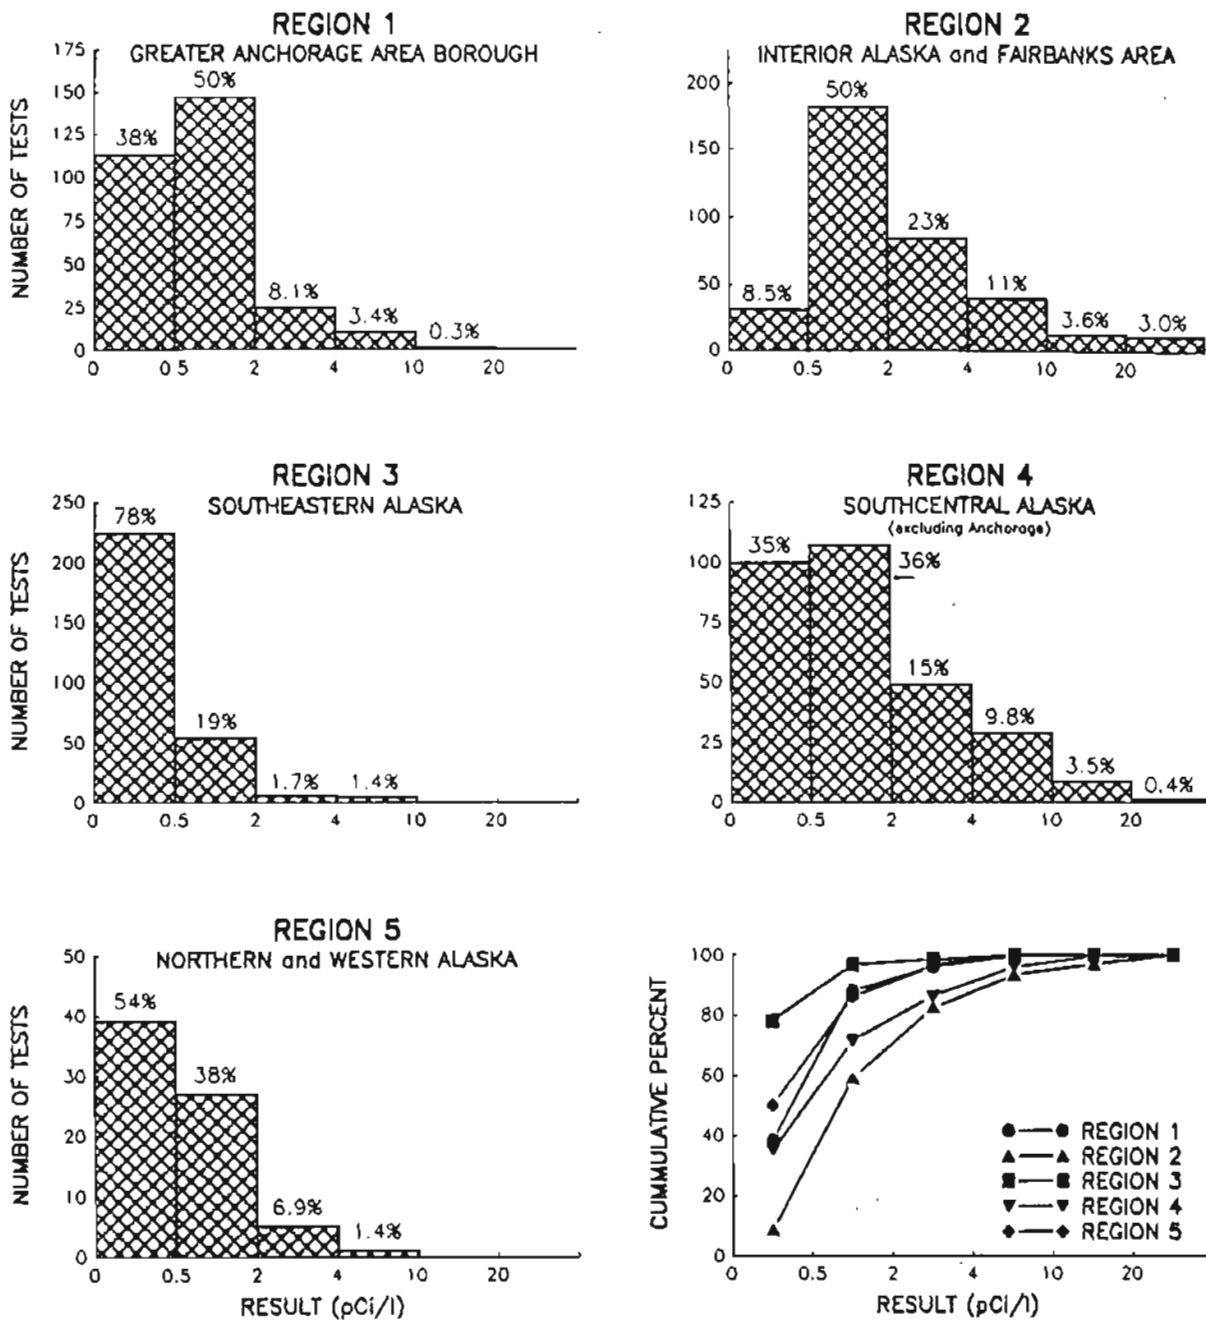 REGION 1
GREATER ANCHORAGE AREA BOROUGH
NUMBER OF TESTS
175
150
125
100
75
50
25
0
38%
50%
8.1%
3.4%
0.3%
0 0.5 2 4 10 20
REGION 2
INTERIOR ALASKA and FAIRBANKS AREA
200
150
100
50
0
8.5%
50%
23%
11%
3.6%
3.0%
0 0.5 2 4 10 20
REGION 3
SOUTHEASTERN ALASKA
NUMBER OF TESTS
250
200
150
100
50
0
78%
19%
1.7%
1.4%
0 0.5 2 4 10 20
REGION 4
SOUTHCENTRAL ALASKA
(excluding Anchorage)
125
100
75
50
25
0
35%
36%
15%
9.8%
3.5%
0.4%
0 0.5 2 4 10 20
REGION 5
NORTHERN and WESTERN ALASKA
NUMBER OF TESTS
50
40
30
20
10
0
54%
38%
6.9%
1.4%
0 0.5 2 4 10 20
RESULT (pCi/l)
CUMMULATIVE PERCENT
100
80
60
40
20
0
REGION 1
REGION 2
REGION 3
REGION 4
REGION 5
0 0.5 2 4 10 20
RESULT (pCi/l)